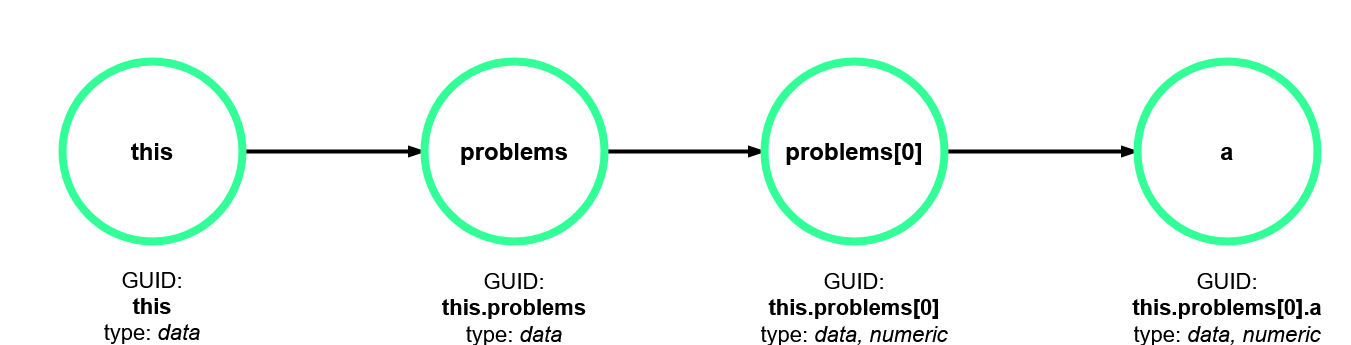 this
problems
problems[0]
a
GUID:
this
type: data
GUID:
this.problems
type: data
GUID:
this.problems[0]
type: data, numeric
GUID:
this.problems[0].a
type: data, numeric